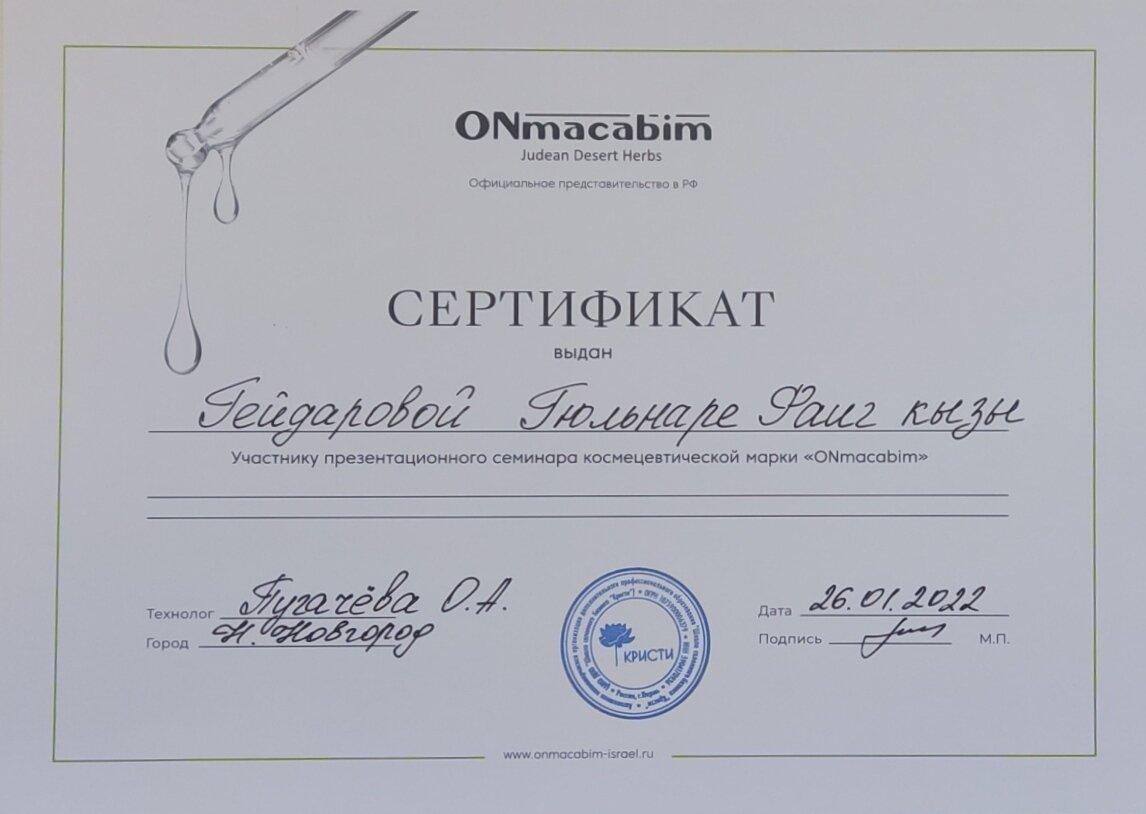 ONmacabim
Judean Desert Herbs
Официальное представительство в РФ
СЕРТИФИКАТ
выдан
Гейдаровой Гюльнаре Фаиг кызы
Участнику презентационного семинара космецевтической марки «ONmacabim»
Технолог Пугачёва О.А.
Город Н. Новгород
КРИСТИ
Дата 26.01.2022
Подпись М.П.
www.onmacabim-israel.ru